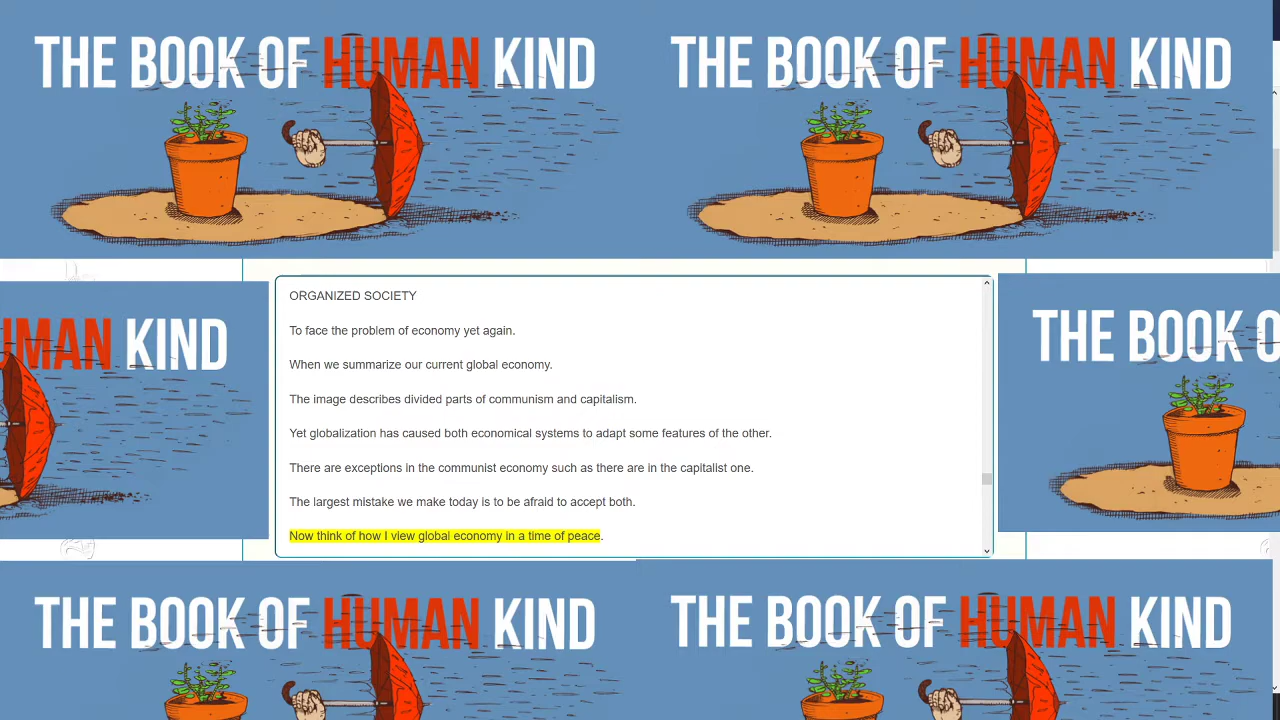 THE BOOK OF HUMAN KIND
THE BOOK OF HUMAN KIND
UMAN KIND
THE BOOK O
ORGANIZED SOCIETY
To face the problem of economy yet again.
When we summarize our current global economy.
The image describes divided parts of communism and capitalism.
Yet globalization has caused both economical systems to adapt some features of the other.
There are exceptions in the communist economy such as there are in the capitalist one.
The largest mistake we make today is to be afraid to accept both.
Now think of how I view global economy in a time of peace.
THE BOOK OF HUMAN KIND
THE BOOK OF HUMAN KIND